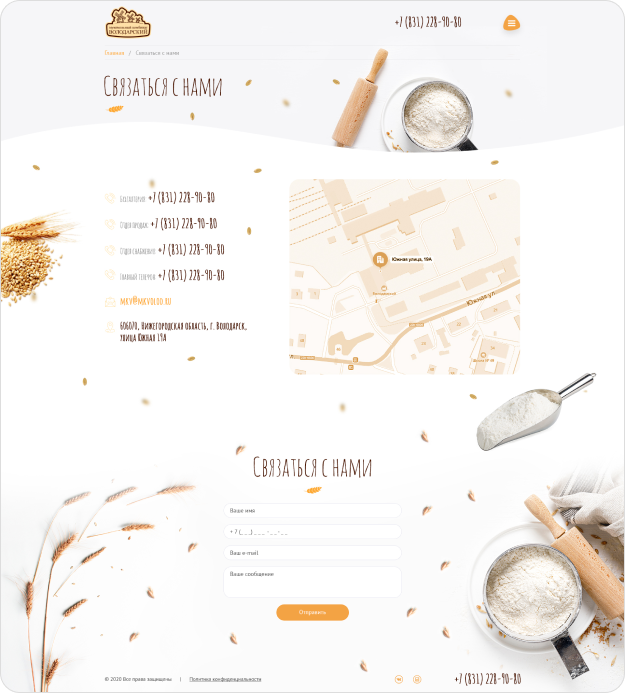 ВОЛОДАРСКИЙ
+7 (831) 228-90-80
Главная / Связаться с нами
Связаться с нами
Бухгалтерия +7 (831) 228-90-80
Отдел продаж +7 (831) 228-90-80
Отдел снабжения +7 (831) 228-90-80
Главный телефон +7 (831) 228-90-80
mkv@mkvolod.ru
606070, Нижегородская область, г. Володарск,
улица Южная 19А
Южная улица, 19А
Южная ул.
Связаться с нами
Ваше имя
+ 7 (___) ___ -__-__
Ваш e-mail
Ваше сообщение
Отправить
© 2020 Все права защищены | Политика конфиденциальности
+7 (831) 228-90-80